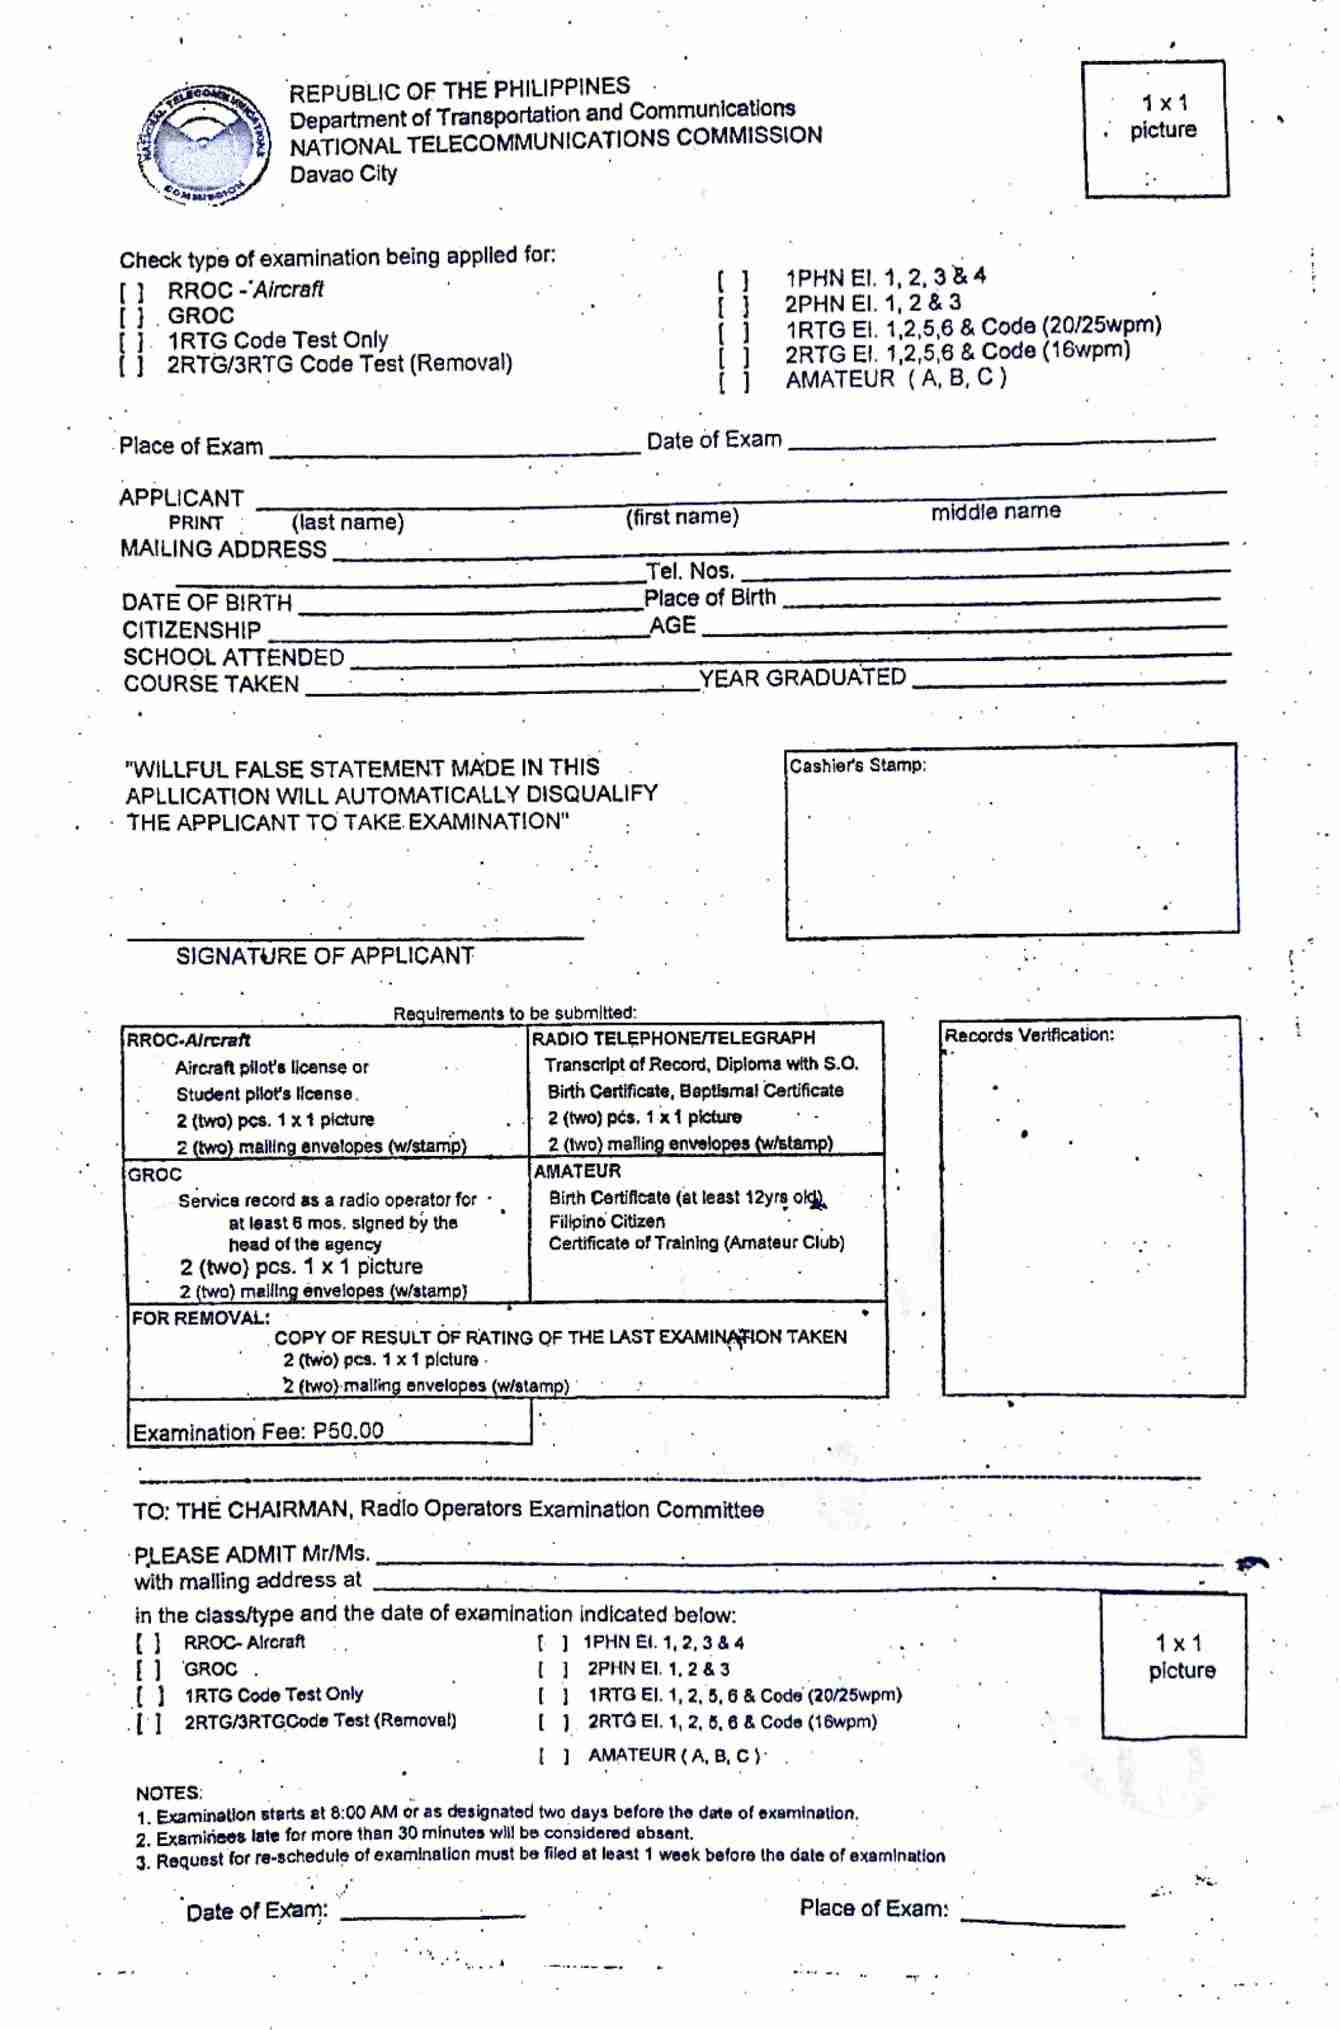 NATIONAL TELECOMMUNICATIONS COMMISSION
REPUBLIC OF THE PHILIPPINES
Department of Transportation and Communications
NATIONAL TELECOMMUNICATIONS COMMISSION
Davao City
1 x 1
picture
Check type of examination being applied for:
[ ] RROC - Aircraft
[ ] GROC
[ ] 1RTG Code Test Only
[ ] 2RTG/3RTG Code Test (Removal)
[ ] 1PHN El. 1, 2, 3 & 4
[ ] 2PHN El. 1, 2 & 3
[ ] 1RTG El. 1,2,5,6 & Code (20/25wpm)
[ ] 2RTG El. 1,2,5,6 & Code (16wpm)
[ ] AMATEUR ( A, B, C )
Place of Exam ____ Date of Exam ____
APPLICANT ____
PRINT (last name) (first name) middle name
MAILING ADDRESS ____
____ Tel. Nos. ____
DATE OF BIRTH ____ Place of Birth ____
CITIZENSHIP ____ AGE ____
SCHOOL ATTENDED ____
COURSE TAKEN ____ YEAR GRADUATED ____
"WILLFUL FALSE STATEMENT MADE IN THIS
APLLICATION WILL AUTOMATICALLY DISQUALIFY
THE APPLICANT TO TAKE EXAMINATION"
Cashier's Stamp:
SIGNATURE OF APPLICANT
Requirements to be submitted:
RROC-Aircraft
Aircraft pilot's license or
Student pilot's license
2 (two) pcs. 1 x 1 picture
2 (two) mailing envelopes (w/stamp)
RADIO TELEPHONE/TELEGRAPH
Transcript of Record, Diploma with S.O.
Birth Certificate, Baptismal Certificate
2 (two) pcs. 1 x 1 picture
2 (two) mailing envelopes (w/stamp)
GROC
Service record as a radio operator for
at least 6 mos. signed by the
head of the agency
2 (two) pcs. 1 x 1 picture
2 (two) mailing envelopes (w/stamp)
AMATEUR
Birth Certificate (at least 12yrs old)
Filipino Citizen
Certificate of Training (Amateur Club)
FOR REMOVAL:
COPY OF RESULT OF RATING OF THE LAST EXAMINATION TAKEN
2 (two) pcs. 1 x 1 picture
2 (two) mailing envelopes (w/stamp)
Examination Fee: P50.00
Records Verification:
TO: THE CHAIRMAN, Radio Operators Examination Committee
PLEASE ADMIT Mr/Ms. ____
with mailing address at ____
in the class/type and the date of examination indicated below:
[ ] RROC- Aircraft
[ ] GROC
[ ] 1RTG Code Test Only
[ ] 2RTG/3RTGCode Test (Removal)
[ ] 1PHN El. 1, 2, 3 & 4
[ ] 2PHN El. 1, 2 & 3
[ ] 1RTG El. 1, 2, 5, 6 & Code (20/25wpm)
[ ] 2RTG El. 1, 2, 5, 6 & Code (16wpm)
[ ] AMATEUR ( A, B, C )
1 x 1
picture
NOTES:
1. Examination starts at 8:00 AM or as designated two days before the date of examination.
2. Examinees late for more than 30 minutes will be considered absent.
3. Request for re-schedule of examination must be filed at least 1 week before the date of examination
Date of Exam: ____ Place of Exam: ____